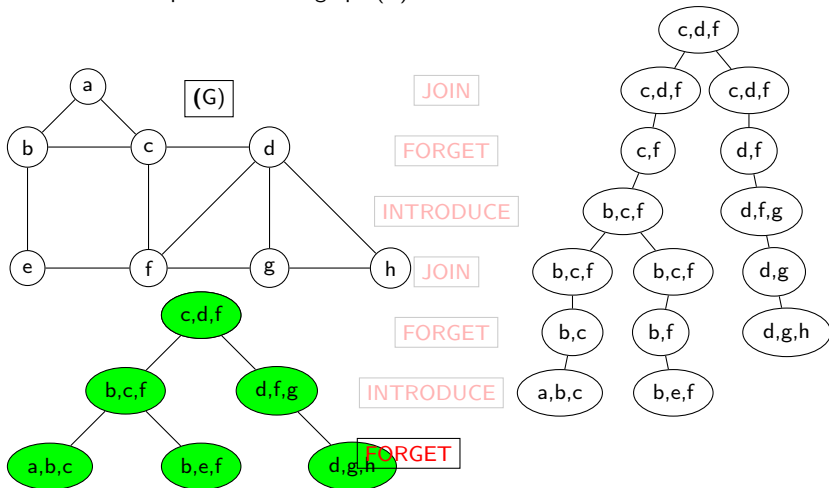 c,d,f
a
(G)
JOIN
c,d,f
c,d,f
b
c
d
FORGET
c,f
d,f
INTRODUCE
b,c,f
d,f,g
e
f
g
h
JOIN
b,c,f
b,c,f
d,g
c,d,f
FORGET
b,c
b,f
d,g,h
b,c,f
d,f,g
INTRODUCE
a,b,c
b,e,f
a,b,c
b,e,f
d,g,h
FORGET